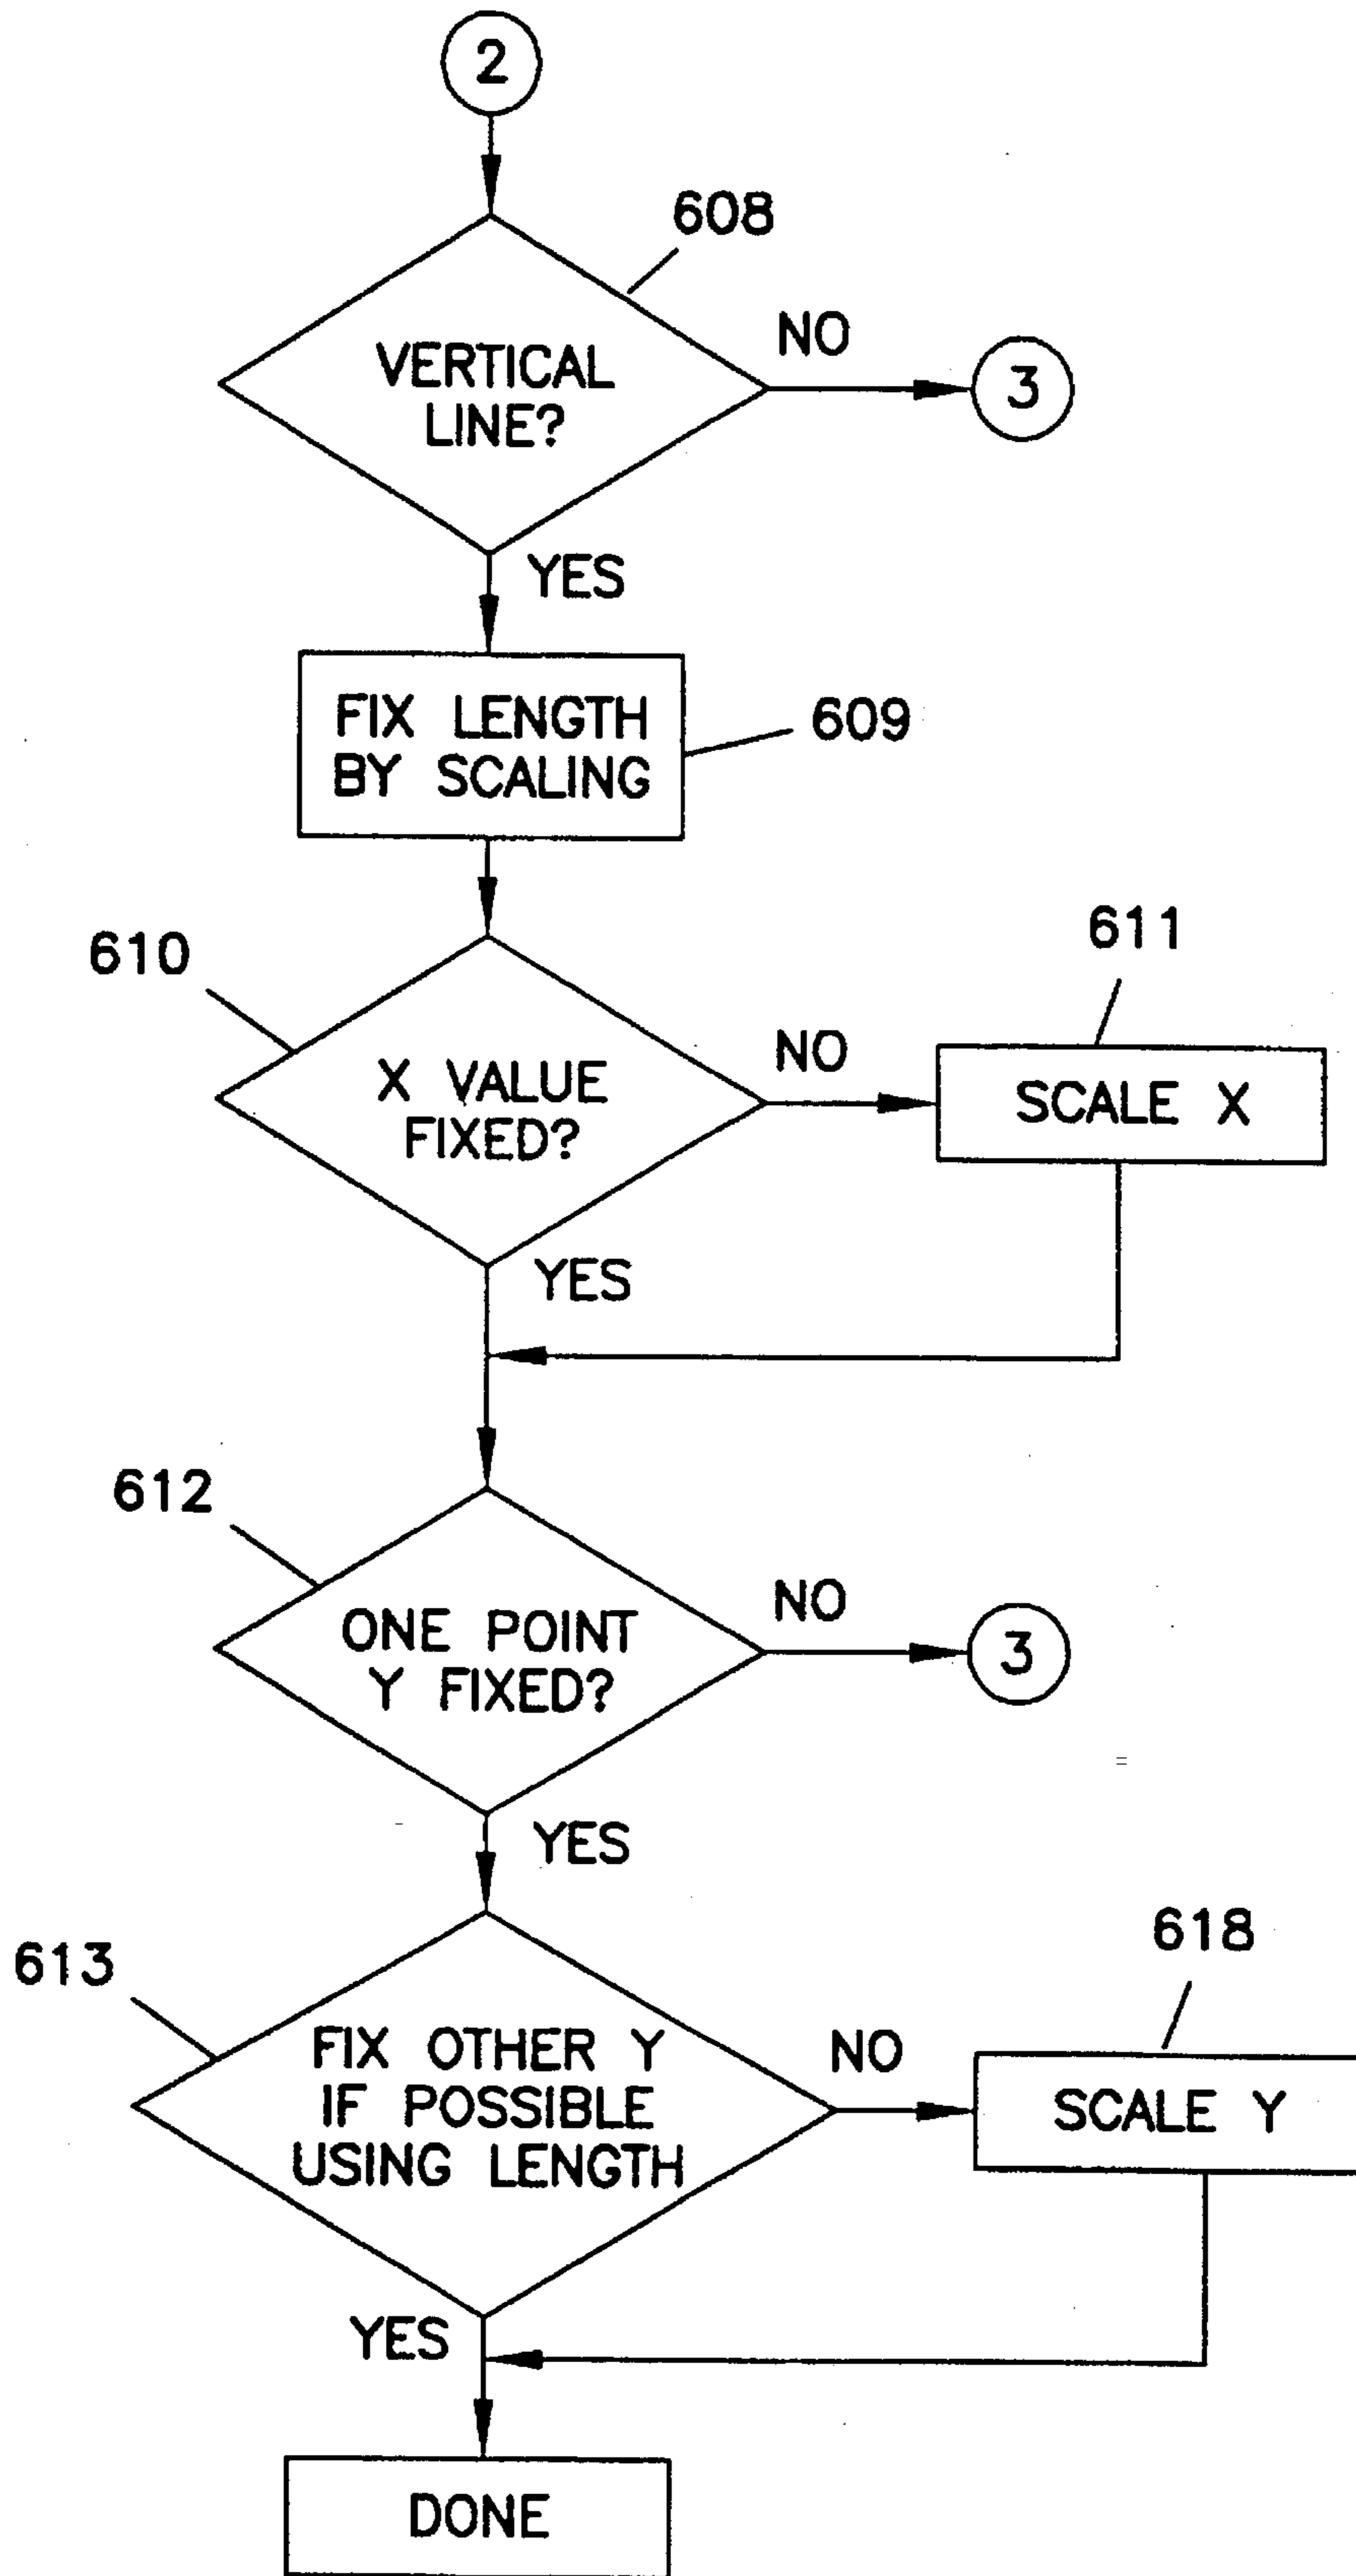 2
608
VERTICAL
LINE?
NO
3
YES
FIX LENGTH
BY SCALING
609
610
X VALUE
FIXED?
NO
611
SCALE X
YES
612
ONE POINT
Y FIXED?
NO
3
YES
613
FIX OTHER Y
IF POSSIBLE
USING LENGTH
NO
618
SCALE Y
YES
DONE